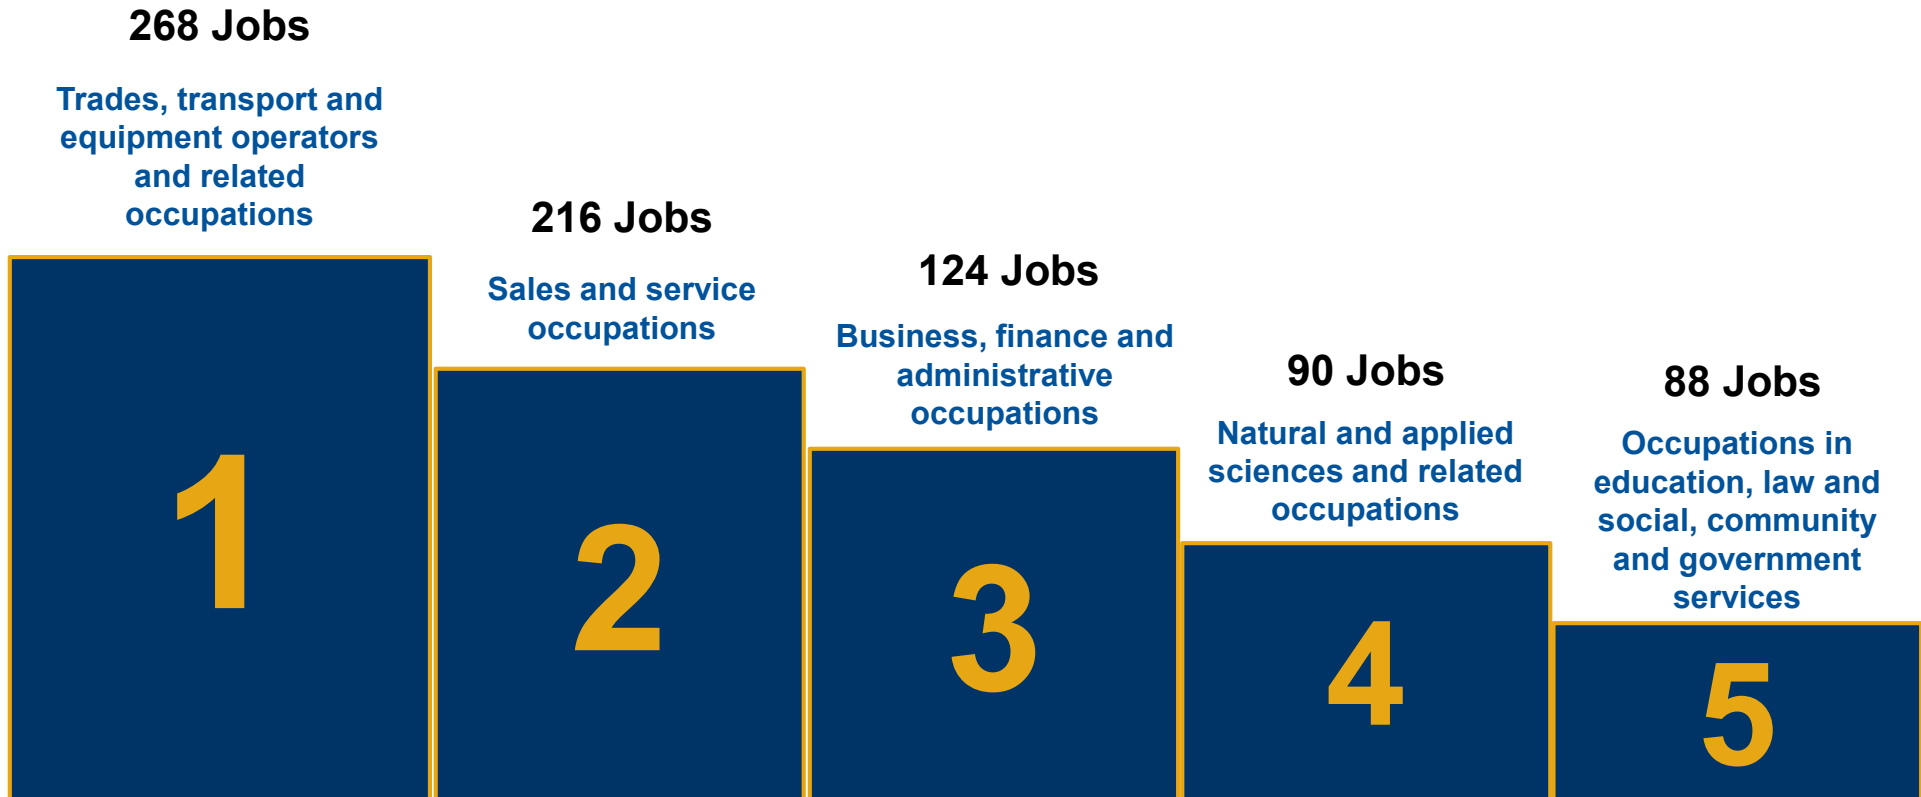 268 Jobs
Trades, transport and
equipment operators
and related
occupations
1
216 Jobs
Sales and service
occupations
2
124 Jobs
Business, finance and
administrative
occupations
3
90 Jobs
Natural and applied
sciences and related
occupations
4
88 Jobs
Occupations in
education, law and
social, community
and government
services
5